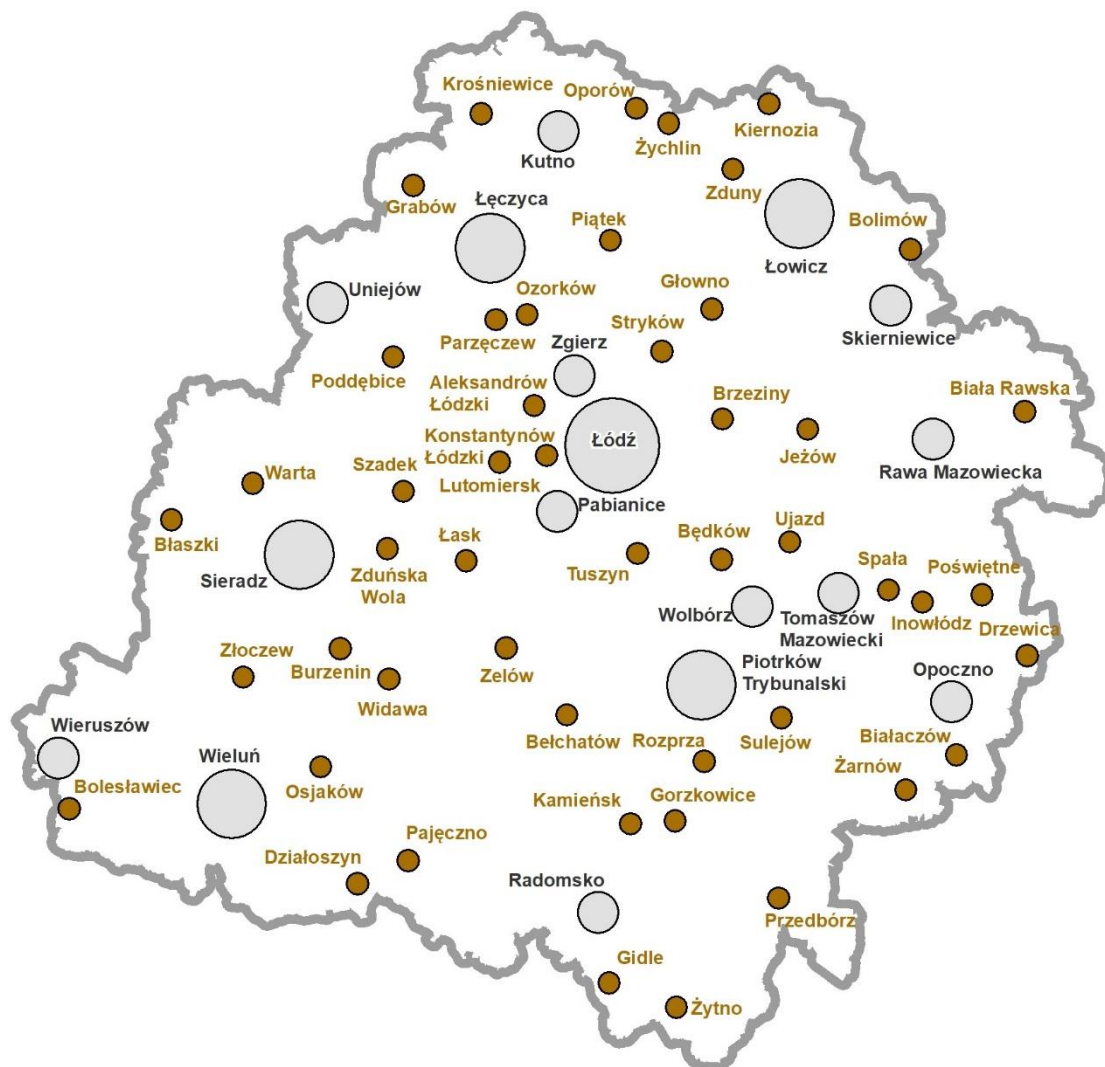 Krośniewice
Oporów
Kiernozia
Żychlin
Kutno
Zduny
Grabów
Łęczyca
Piątek
Bolimów
Łowicz
Uniejów
Ozorków
Głowno
Stryków
Skierniewice
Parzęczew
Zgierz
Poddębice
Aleksandrów
Łódzki
Brzeziny
Biała Rawska
Konstantynów
Łódzki
Łódź
Jeżów
Rawa Mazowiecka
Warta
Szadek
Lutomiersk
Pabianice
Błaszki
Sieradz
Zduńska
Wola
Łask
Tuszyn
Będków
Ujazd
Spała
Poświętne
Wolbórz
Tomaszów
Mazowiecki
Inowłódz
Drzewica
Złoczew
Burzenin
Widawa
Zelów
Piotrków
Trybunalski
Opoczno
Wieruszów
Wieluń
Bełchatów
Rozprza
Sulejów
Białaczów
Żarnów
Bolesławiec
Osjaków
Kamieńsk
Gorzkowice
Pajęczno
Działoszyn
Radomsko
Przedbórz
Gidle
Żytno